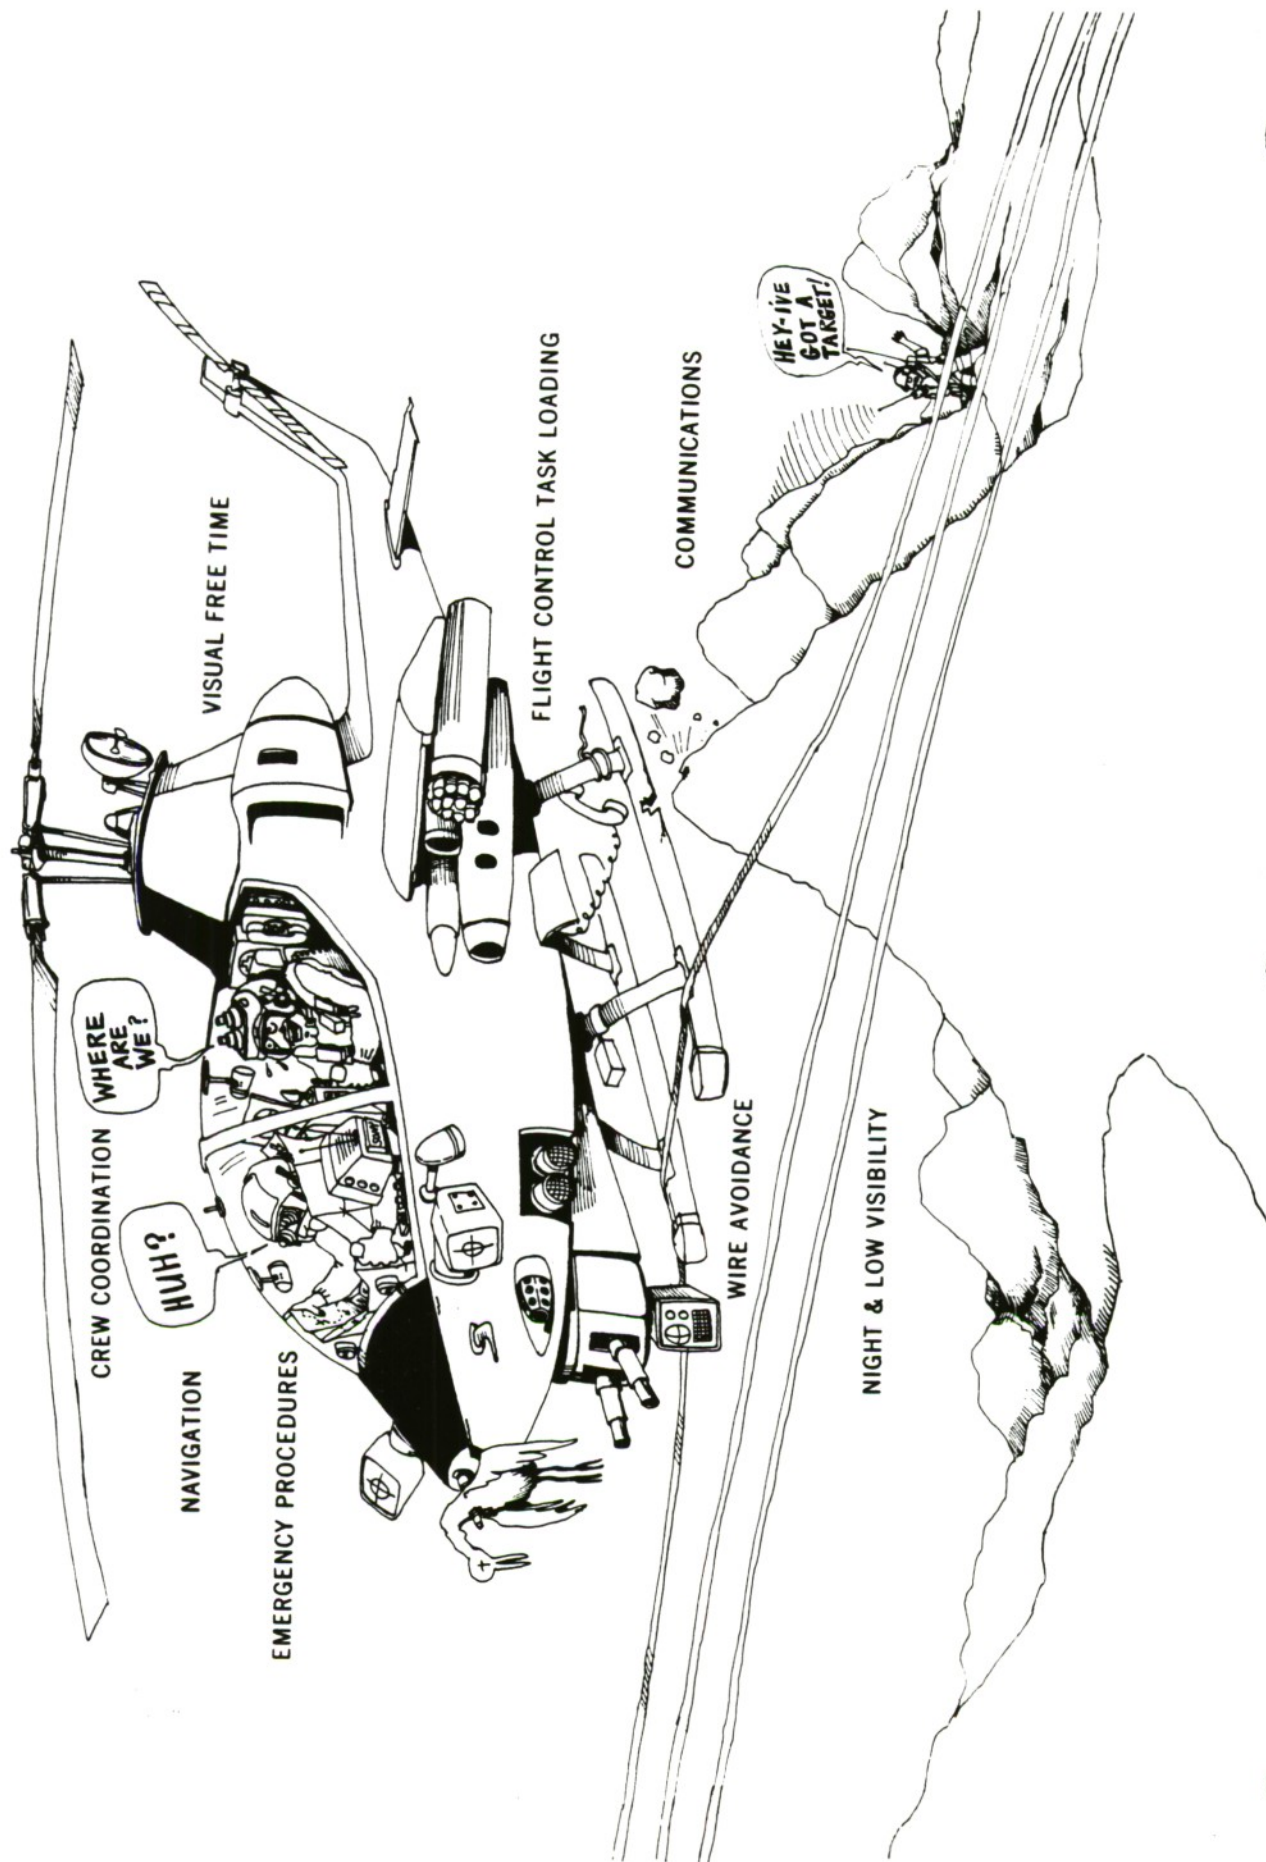 CREW COORDINATION
WHERE
ARE
WE?
HUH?
NAVIGATION
VISUAL FREE TIME
EMERGENCY PROCEDURES
FLIGHT CONTROL TASK LOADING
COMMUNICATIONS
WIRE AVOIDANCE
HEY-I'VE
GOT A
TARGET!
NIGHT & LOW VISIBILITY